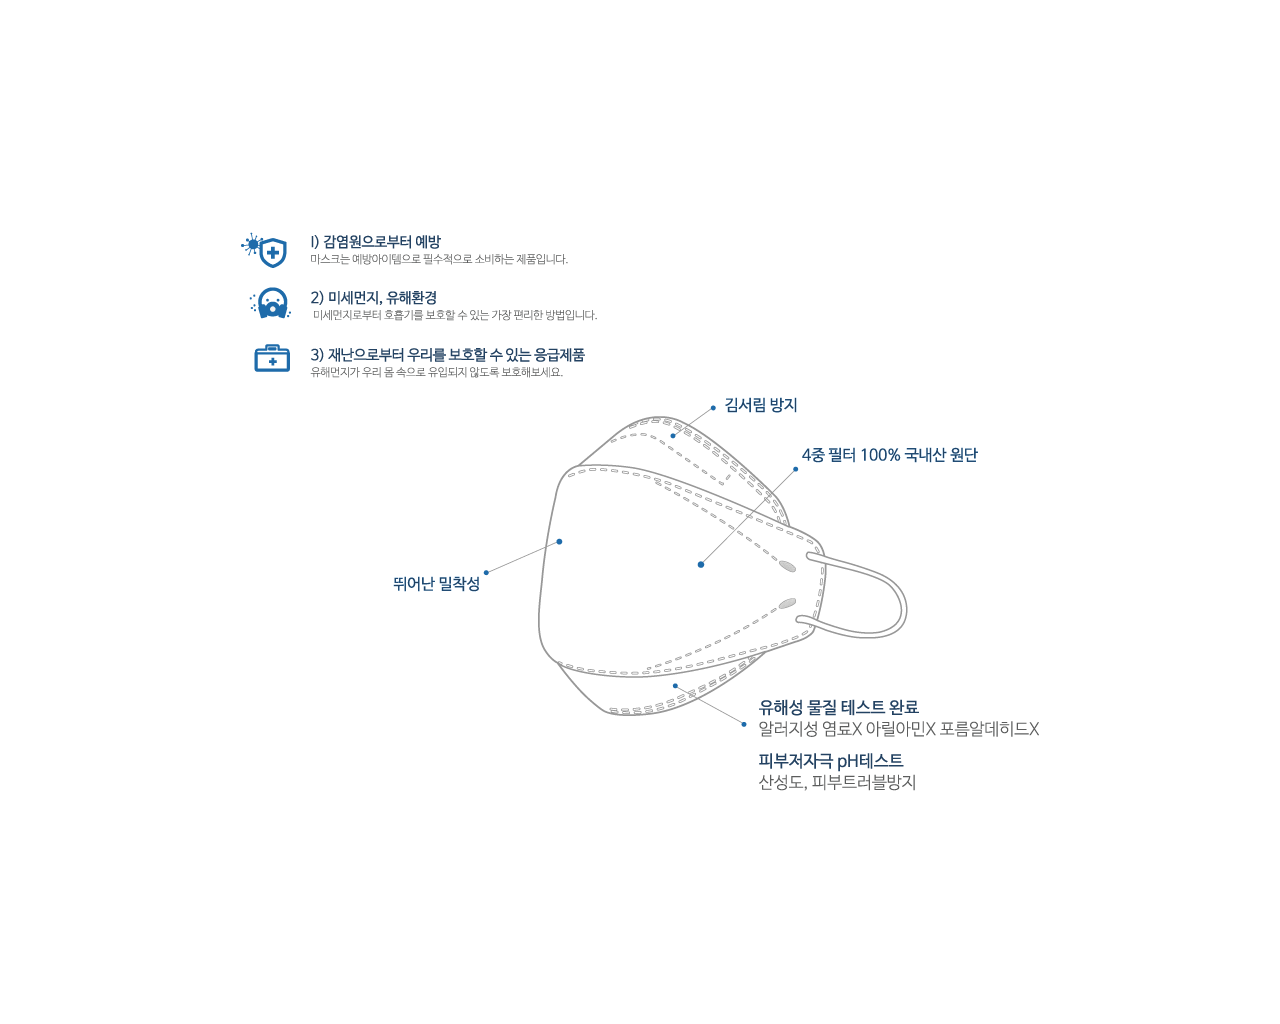 1) 감염원으로부터 예방
마스크는 예방아이템으로 필수적으로 소비하는 제품입니다.
2) 미세먼지, 유해환경
미세먼지로부터 호흡기를 보호할 수 있는 가장 편리한 방법입니다.
3) 재난으로부터 우리를 보호할 수 있는 응급제품
유해먼지가 우리 몸 속으로 유입되지 않도록 보호해보세요.
김서림 방지
4중 필터 100% 국내산 원단
뛰어난 밀착성
유해성 물질 테스트 완료
알러지성 염료X 아릴아민X 포름알데히드X
피부저자극 pH테스트
산성도, 피부트러블방지